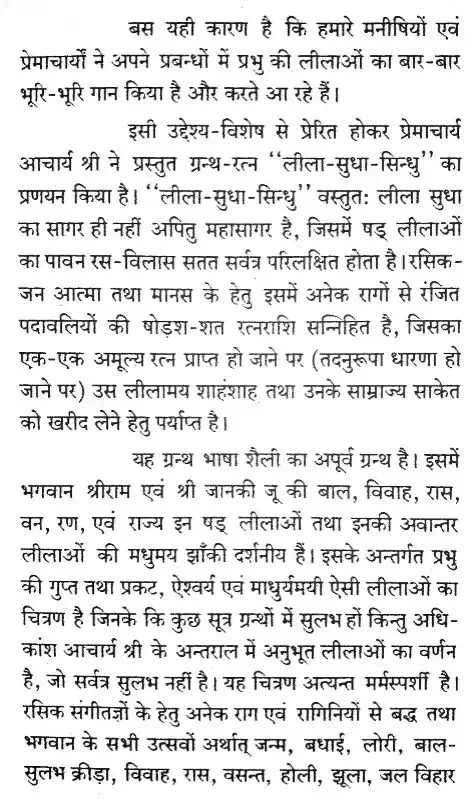 बस यही कारण है कि हमारे मनीषियों एवं
प्रेमाचार्यों ने अपने प्रबन्धों में प्रभु की लीलाओं का बार-बार
भूरि-भूरि गान किया है और करते आ रहे हैं।
इसी उद्देश्य-विशेष से प्रेरित होकर प्रेमाचार्य
आचार्य श्री ने प्रस्तुत ग्रन्थ-रत्न ‘‘लीला-सुधा-सिन्धु’’ का
प्रणयन किया है। ‘‘लीला-सुधा-सिन्धु’’ वस्तुतः लीला सुधा
का सागर ही नहीं अपितु महासागर है, जिसमें षड् लीलाओं
का पावन रस-विलास सतत सर्वत्र परिलक्षित होता है। रसिक-
जन आत्मा तथा मानस के हेतु इसमें अनेक रागों से रंजित
पदावलियों की षोड़श-शत रत्नराशि सन्निहित है, जिसका
एक-एक अमूल्य रत्न प्राप्त हो जाने पर (तदनुरूपा धारणा हो
जाने पर) उस लीलामय शाहंशाह तथा उनके साम्राज्य साकेत
को खरीद लेने हेतु पर्याप्त है।
यह ग्रन्थ भाषा शैली का अपूर्व ग्रन्थ है। इसमें
भगवान श्रीराम एवं श्री जानकी जू की बाल, विवाह, रास,
वन, रण, एवं राज्य इन षड् लीलाओं तथा इनकी अवान्तर
लीलाओं की मधुमय झाँकी दर्शनीय हैं। इसके अन्तर्गत प्रभु
की गुप्त तथा प्रकट, ऐश्वर्य एवं माधुर्यमयी ऐसी लीलाओं का
चित्रण है जिनके कि कुछ सूत्र ग्रन्थों में सुलभ हों किन्तु अधि-
कांश आचार्य श्री के अन्तराल में अनुभूत लीलाओं का वर्णन
है, जो सर्वत्र सुलभ नहीं है। यह चित्रण अत्यन्त मर्मस्पर्शी है।
रसिक संगीतज्ञों के हेतु अनेक राग एवं रागिनियों से बद्ध तथा
भगवान के सभी उत्सवों अर्थात् जन्म, बधाई, लोरी, बाल-
सुलभ क्रीड़ा, विवाह, रास, वसन्त, होली, झूला, जल विहार